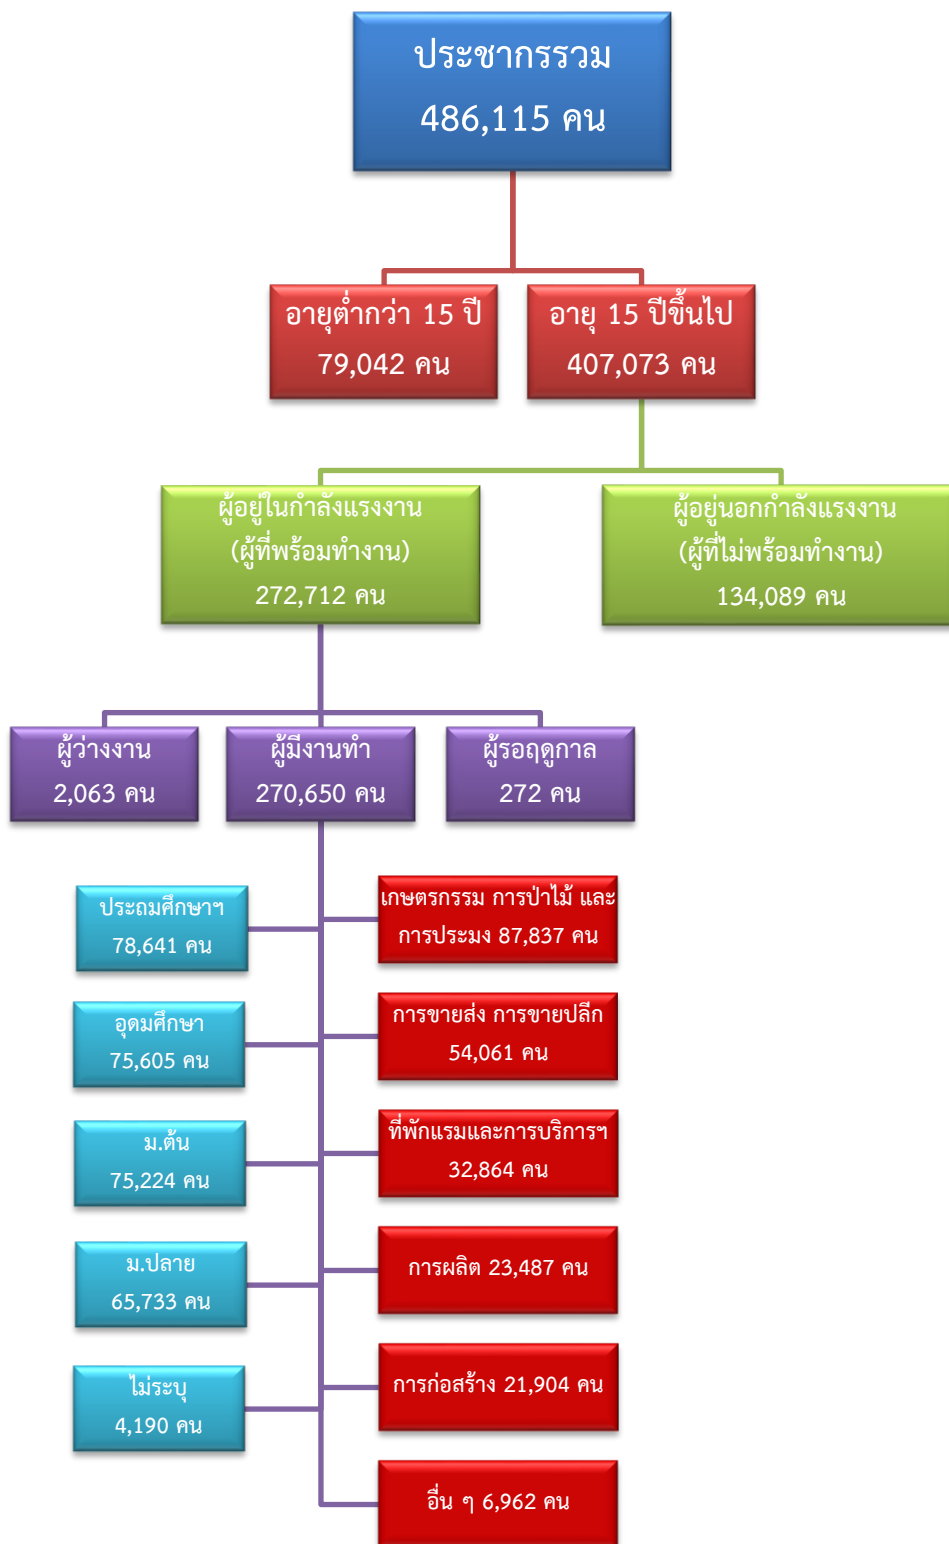 ประชากรรวม
486,115 คน
อายุต่ำกว่า 15 ปี
79,042 คน
อายุ 15 ปีขึ้นไป
407,073 คน
ผู้อยู่ในกำลังแรงงาน
(ผู้ที่พร้อมทำงาน)
272,712 คน
ผู้อยู่นอกกำลังแรงงาน
(ผู้ที่ไม่พร้อมทำงาน)
134,089 คน
ผู้ว่างงาน
2,063 คน
ผู้มีงานทำ
270,650 คน
ผู้รอฤดูกาล
272 คน
ประถมศึกษาฯ
78,641 คน
อุดมศึกษา
75,605 คน
ม.ต้น
75,224 คน
ม.ปลาย
65,733 คน
ไม่ระบุ
4,190 คน
เกษตรกรรม การป่าไม้ และ
การประมง 87,837 คน
การขายส่ง การขายปลีก
54,061 คน
ที่พักแรมและการบริการฯ
32,864 คน
การผลิต 23,487 คน
การก่อสร้าง 21,904 คน
อื่น ๆ 6,962 คน